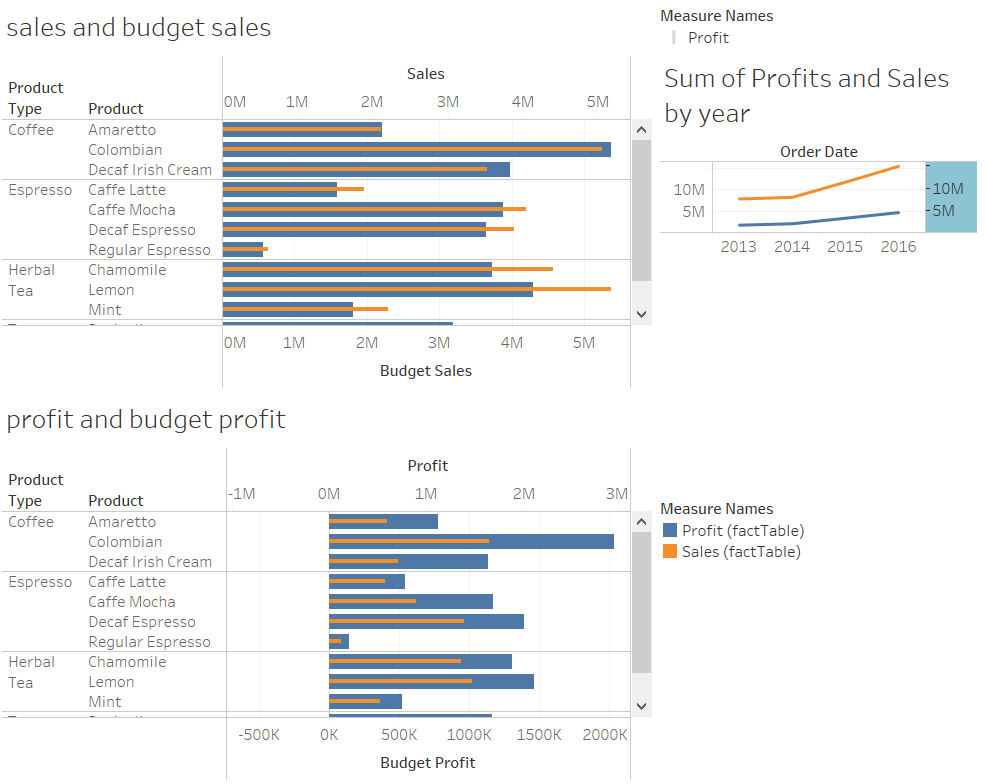 sales and budget sales
Sales
Product
Type Product
0M 1M 2M 3M 4M 5M
Coffee Amaretto
Colombian
Decaf Irish Cream
Espresso Caffe Latte
Caffe Mocha
Decaf Espresso
Regular Espresso
Herbal Chamomile
Tea Lemon
Mint
0M 1M 2M 3M 4M 5M
Budget Sales
Measure Names
Profit
Sum of Profits and Sales
by year
Order Date
10M 10M
5M 5M
2013 2014 2015 2016
profit and budget profit
Profit
Product
Type Product
-1M 0M 1M 2M 3M
Coffee Amaretto
Colombian
Decaf Irish Cream
Espresso Caffe Latte
Caffe Mocha
Decaf Espresso
Regular Espresso
Herbal Chamomile
Tea Lemon
Mint
-500K 0K 500K 1000K 1500K 2000K
Budget Profit
Measure Names
Profit (factTable)
Sales (factTable)